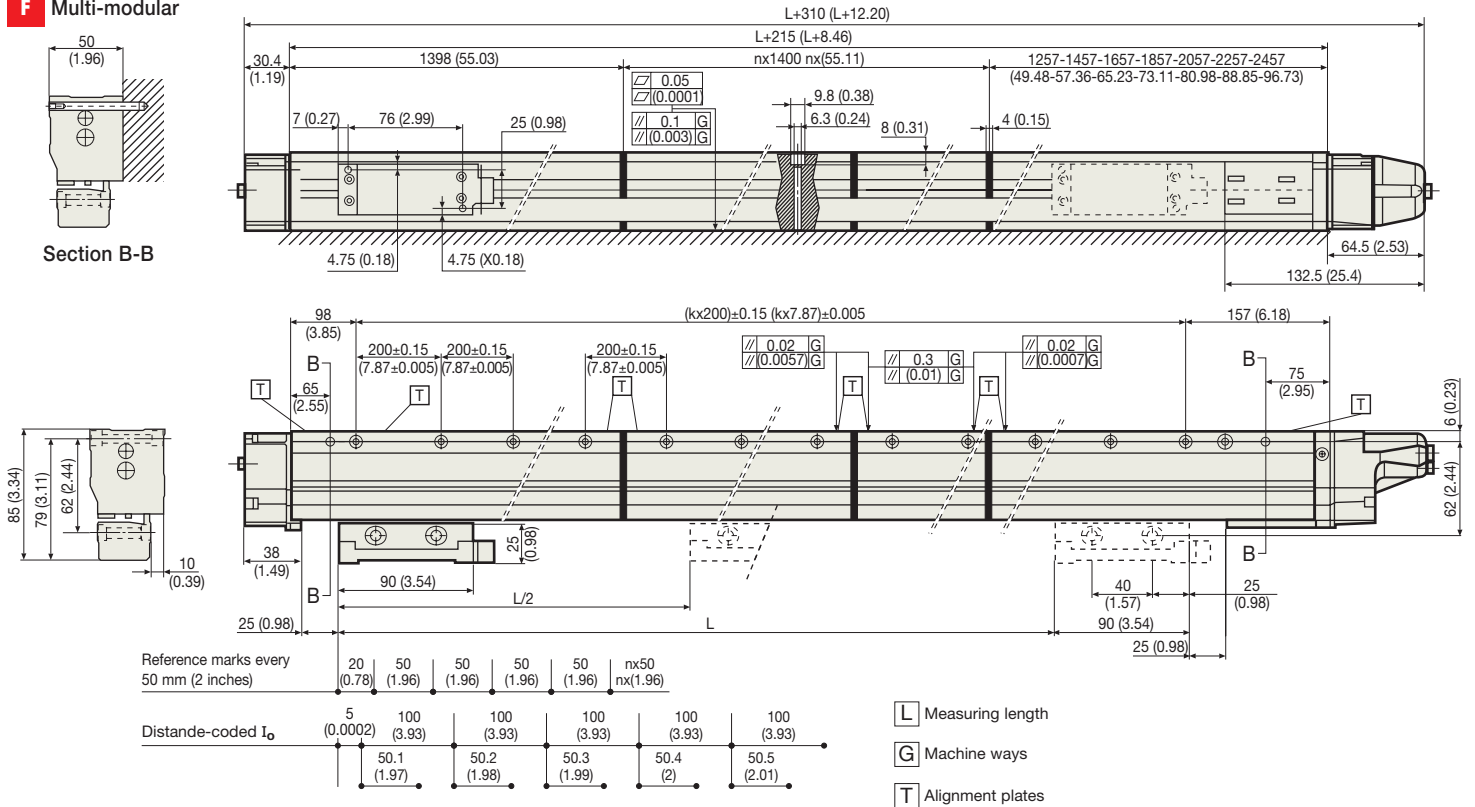 F Multi-modular
50
(1.96)
Section B-B
L+310 (L+12.20)
L+215 (L+8.46)
30.4
(1.19)
1398 (55.03)
nx1400 nx(55.11)
1257-1457-1657-1857-2057-2257-2457
(49.48-57.36-65.23-73.11-80.98-88.85-96.73)
0.05
(0.0001)
// 0.1 G
// (0.003) G
9.8 (0.38)
6.3 (0.24)
8 (0.31)
4 (0.15)
7 (0.27)
76 (2.99)
25 (0.98)
4.75 (0.18)
4.75 (X0.18)
64.5 (2.53)
132.5 (25.4)
98
(3.85)
(kx200)±0.15 (kx7.87)±0.005
157 (6.18)
200±0.15
(7.87±0.005)
200±0.15
(7.87±0.005)
200±0.15
(7.87±0.005)
// 0.02 G
// (0.0057) G
// 0.3 G
// (0.01) G
// 0.02 G
// (0.0007) G
B
B
65
(2.55)
75
(2.95)
T
T
T
T
T
T
6 (0.23)
62 (2.44)
85 (3.34)
79 (3.11)
62 (2.44)
10
(0.39)
38
(1.49)
B
B
25
(0.98)
90 (3.54)
L/2
40
(1.57)
25
(0.98)
25 (0.98)
L
90 (3.54)
25 (0.98)
Reference marks every
50 mm (2 inches)
20
(0.78)
50
(1.96)
50
(1.96)
50
(1.96)
50
(1.96)
nx50
nx(1.96)
Distande-coded Io
5
(0.0002)
100
(3.93)
100
(3.93)
100
(3.93)
100
(3.93)
100
(3.93)
50.1
(1.97)
50.2
(1.98)
50.3
(1.99)
50.4
(2)
50.5
(2.01)
L Measuring length
G Machine ways
T Alignment plates